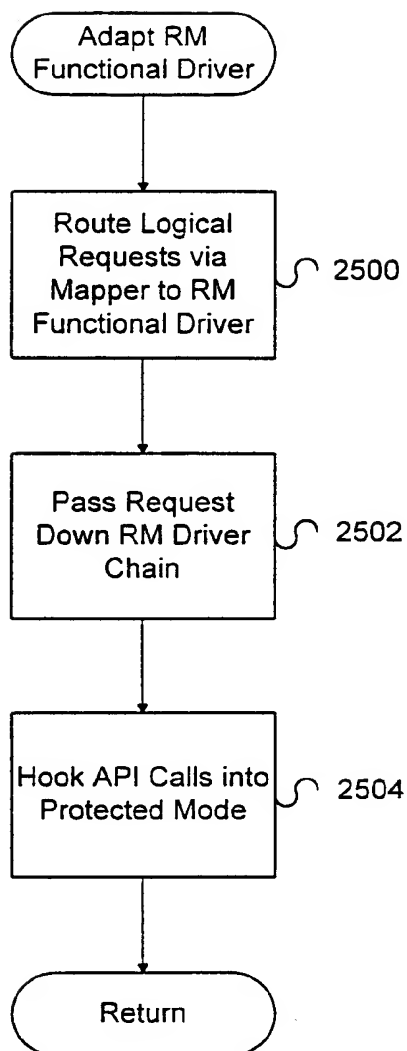 Adapt RM
Functional Driver
Route Logical
Requests via
Mapper to RM
Functional Driver
2500
Pass Request
Down RM Driver
Chain
2502
Hook API Calls into
Protected Mode
2504
Return